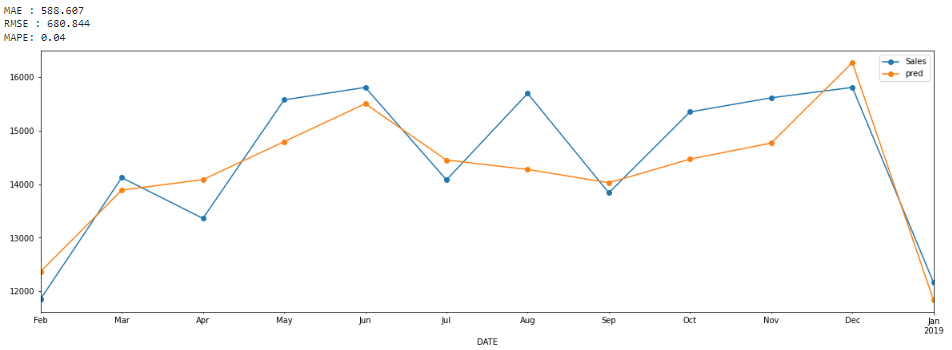 MAE : 588.607
RMSE : 680.844
MAPE: 0.04
Sales
pred
16000
15000
14000
13000
12000
Feb Mar Apr May Jun Jul Aug Sep Oct Nov Dec Jan
2019
DATE